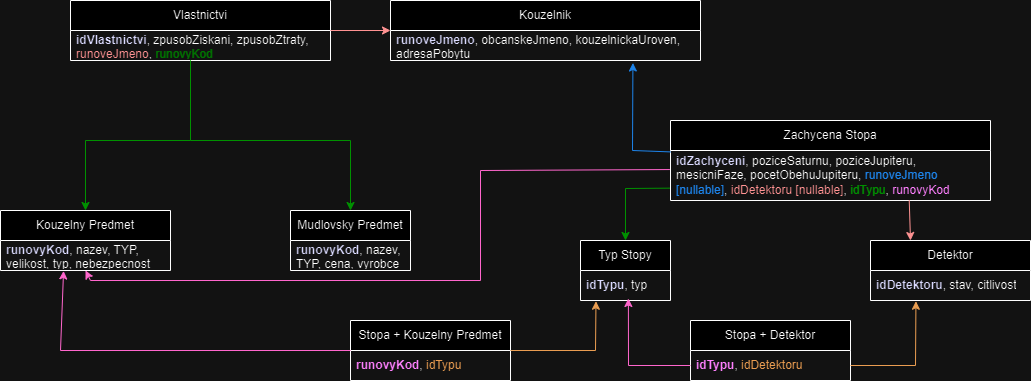 Vlastnictvi
idVlastnictvi, zpusobZiskani, zpusobZtraty,
runoveJmeno, runovyKod
Kouzelnik
runoveJmeno, obcanskeJmeno, kouzelnickaUroven,
adresaPobytu
Zachycena Stopa
idZachyceni, poziceSaturnu, poziceJupiteru,
mesicniFaze, pocetObehuJupiteru, runoveJmeno
[nullable], idDetektoru [nullable], idTypu, runovyKod
Kouzelny Predmet
runovyKod, nazev, TYP,
velikost, typ, nebezpecnost
Mudlovsky Predmet
runovyKod, nazev,
TYP, cena, vyrobce
Typ Stopy
idTypu, typ
Detektor
idDetektoru, stav, citlivost
Stopa + Kouzelny Predmet
runovyKod, idTypu
Stopa + Detektor
idTypu, idDetektoru